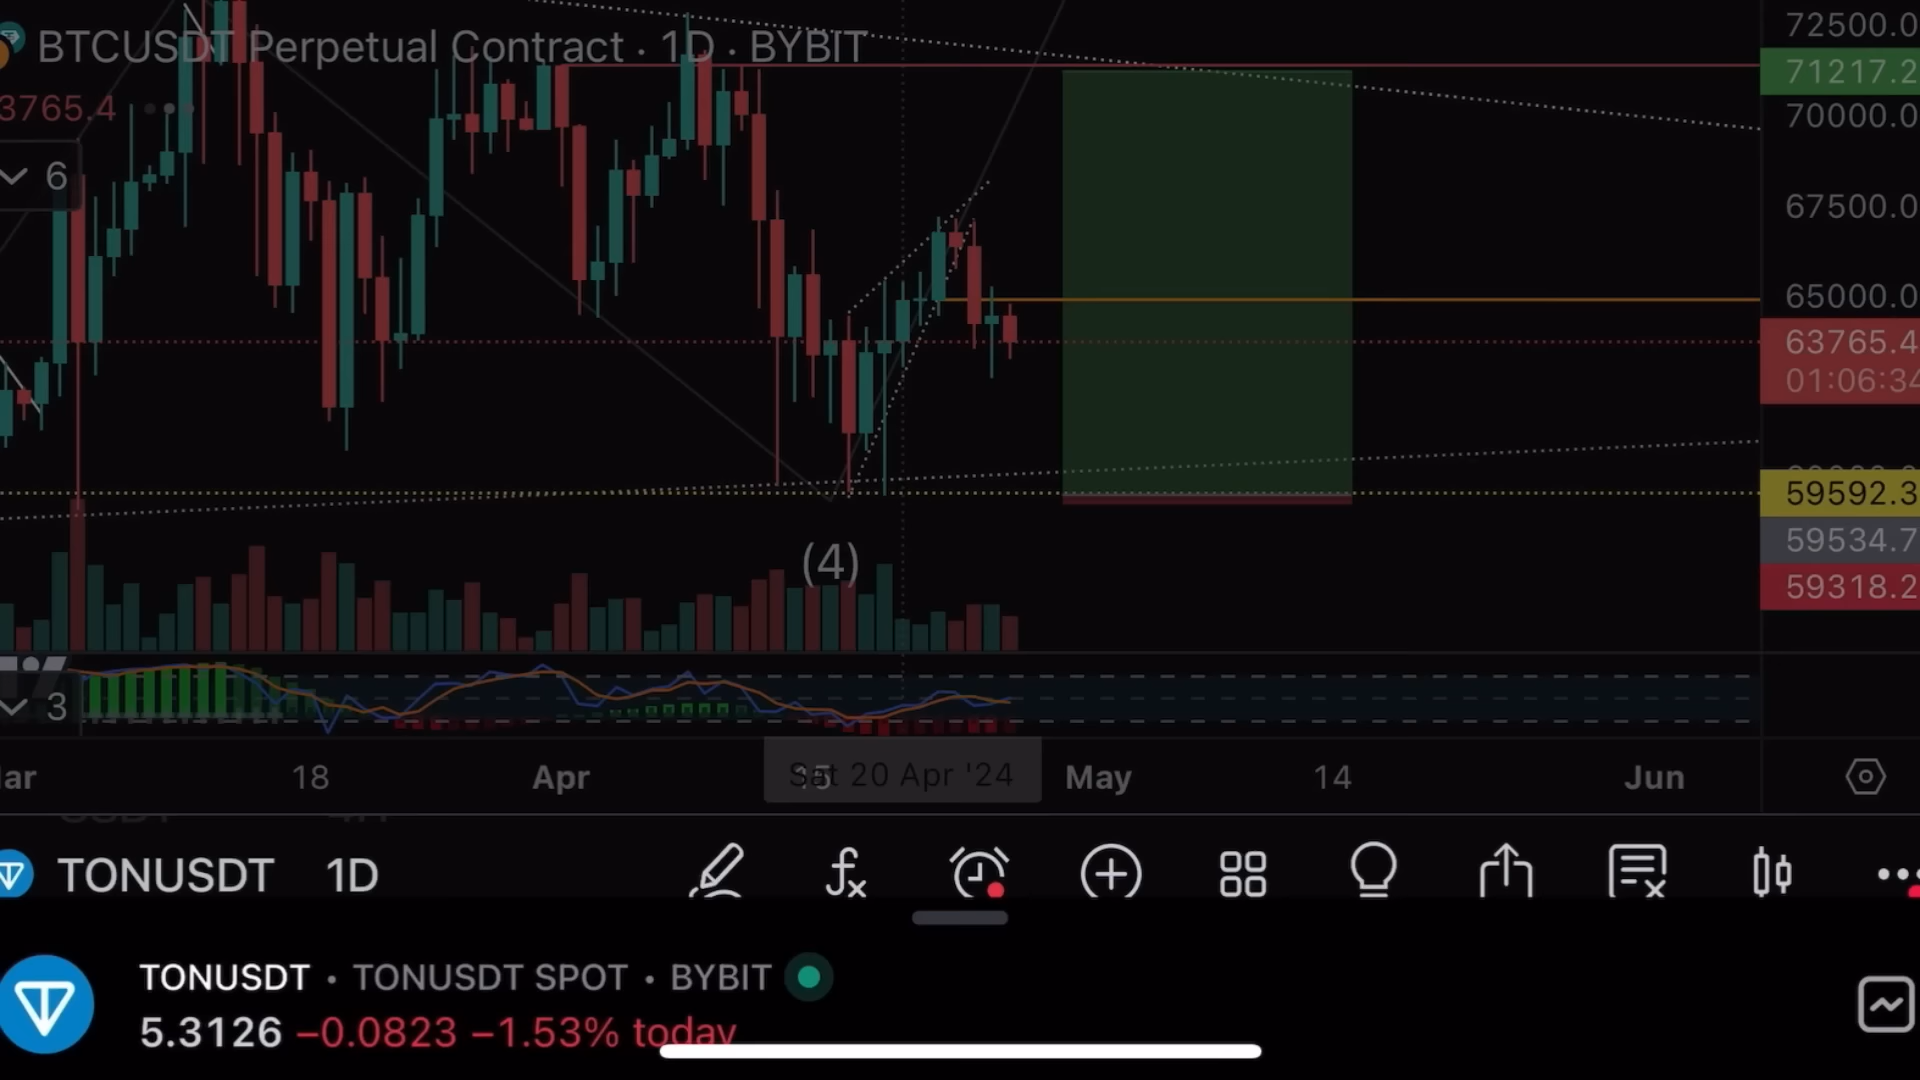 BTCUSDT Perpetual Contract · 1D · BYBIT
72500.0
71217.2
3765.4
70000.0
6
67500.0
65000.0
63765.4
01:06:34
59592.3
(4)
59534.7
59318.2
3
18
Apr
Sat 20 Apr '24
May
14
Jun
TONUSDT 1D
TONUSDT · TONUSDT SPOT · BYBIT
5.3126 −0.0823 −1.53% today